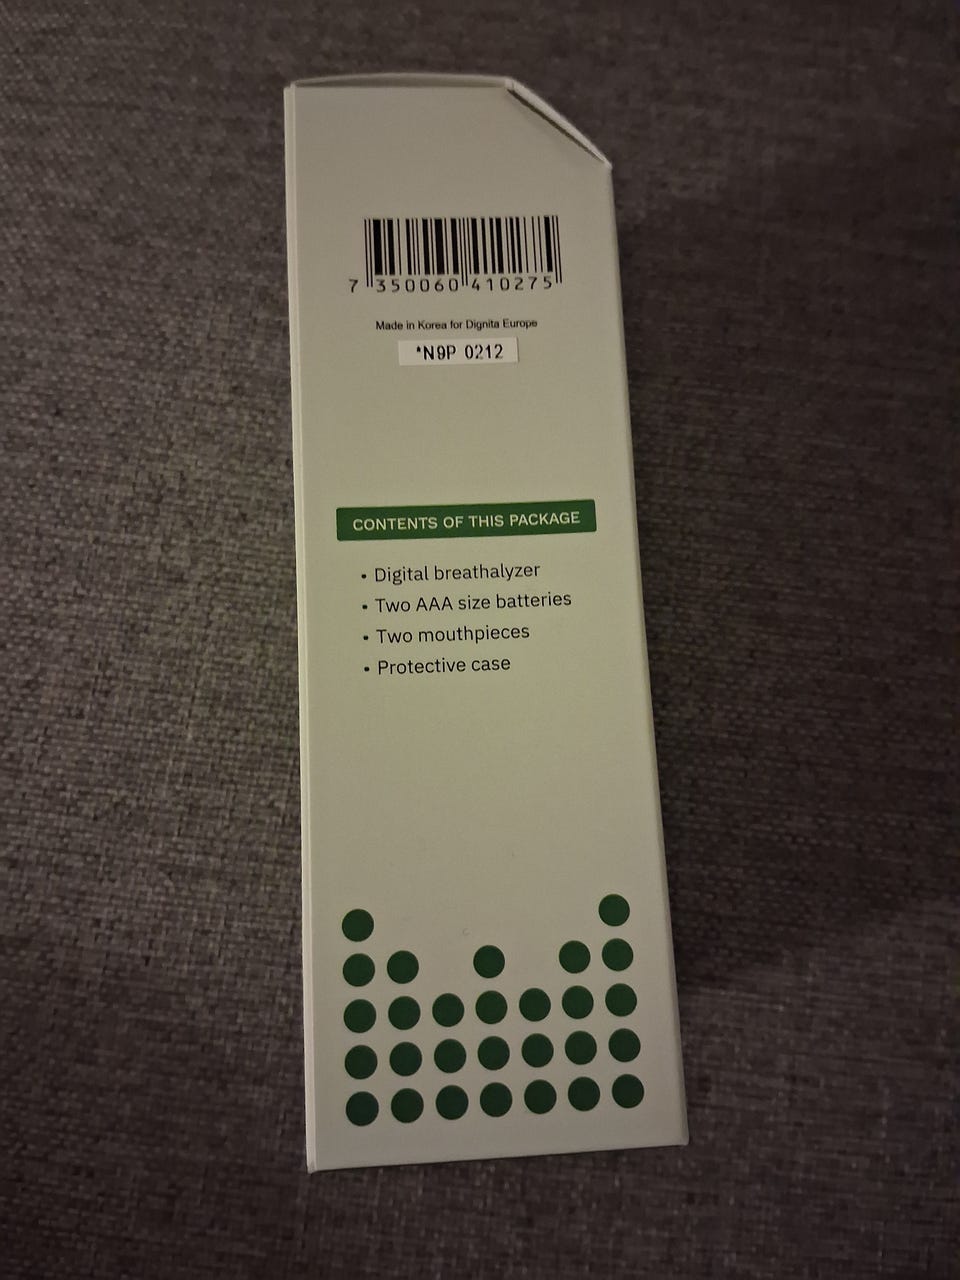 7 350060 410275
Made in Korea for Dignita Europe
*N9P 0212
CONTENTS OF THIS PACKAGE
• Digital breathalyzer
• Two AAA size batteries
• Two mouthpieces
• Protective case